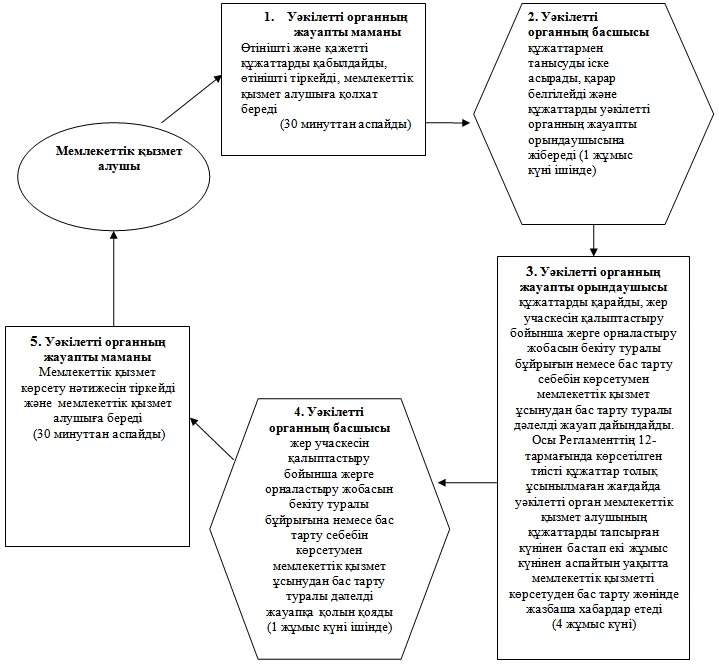 1. Уәкілетті органның
жауапты маманы
Өтінішті және қажетті
құжаттарды қабылдайды,
өтінішті тіркейді, мемлекеттік
қызмет алушыға қолхат
береді
(30 минуттан аспайды)
2. Уәкілетті
органның басшысы
құжаттармен
танысуды іске
асырады, қарар
белгілейді және
құжаттарды уәкілетті
органның жауапты
орындаушысына
жібереді (1 жұмыс
күні ішінде)
Мемлекеттік қызмет
алушы
3. Уәкілетті органның
жауапты орындаушысы
құжаттарды қарайды, жер
учаскесін қалыптастыру
бойынша жерге орналастыру
жобасын бекіту туралы
бұйрығын немесе бас тарту
себебін көрсетумен
мемлекеттік қызмет
ұсынудан бас тарту туралы
дәлелді жауап дайындайды.
Осы Регламенттің 12-
тармағында көрсетілген
тиісті құжаттар толық
ұсынылмаған жағдайда
уәкілетті орган мемлекеттік
қызмет алушының
құжаттарды тапсырған
күнінен бастап екі жұмыс
күнінен аспайтын уақытта
мемлекеттік қызметті
көрсетуден бас тарту жөнінде
жазбаша хабардар етеді
(4 жұмыс күні)
4. Уәкілетті
органның басшысы
жер учаскесін
қалыптастыру
бойынша жерге
орналастыру жобасын
бекіту туралы
бұйрығына немесе бас
тарту себебін
көрсетумен
мемлекеттік қызмет
ұсынудан бас тарту
туралы дәлелді
жауапқа қолын қояды
(1 жұмыс күні ішінде)
5. Уәкілетті органның
жауапты маманы
Мемлекеттік қызмет
көрсету нәтижесін тіркейді
және мемлекеттік қызмет
алушыға береді
(30 минуттан аспайды)